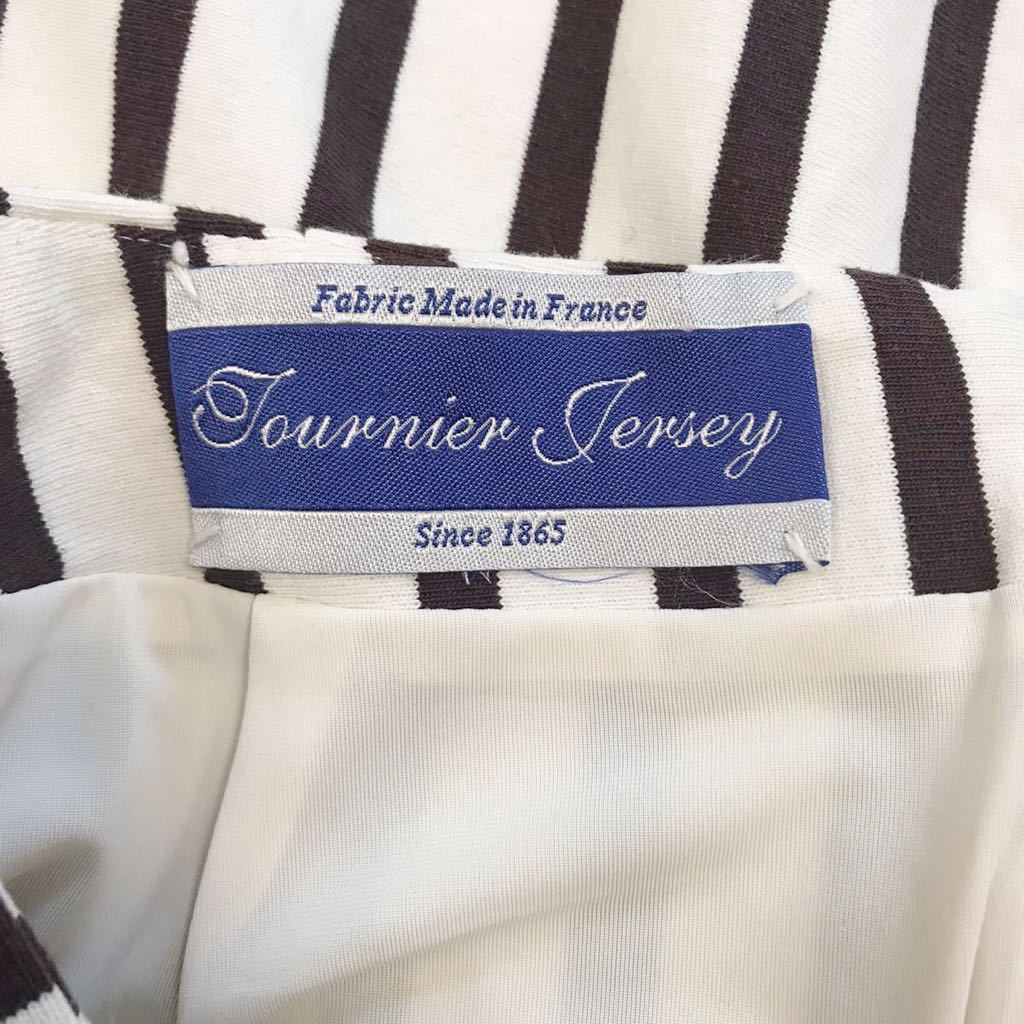 Fabric Made in France
Tournier Jersey
Since 1865